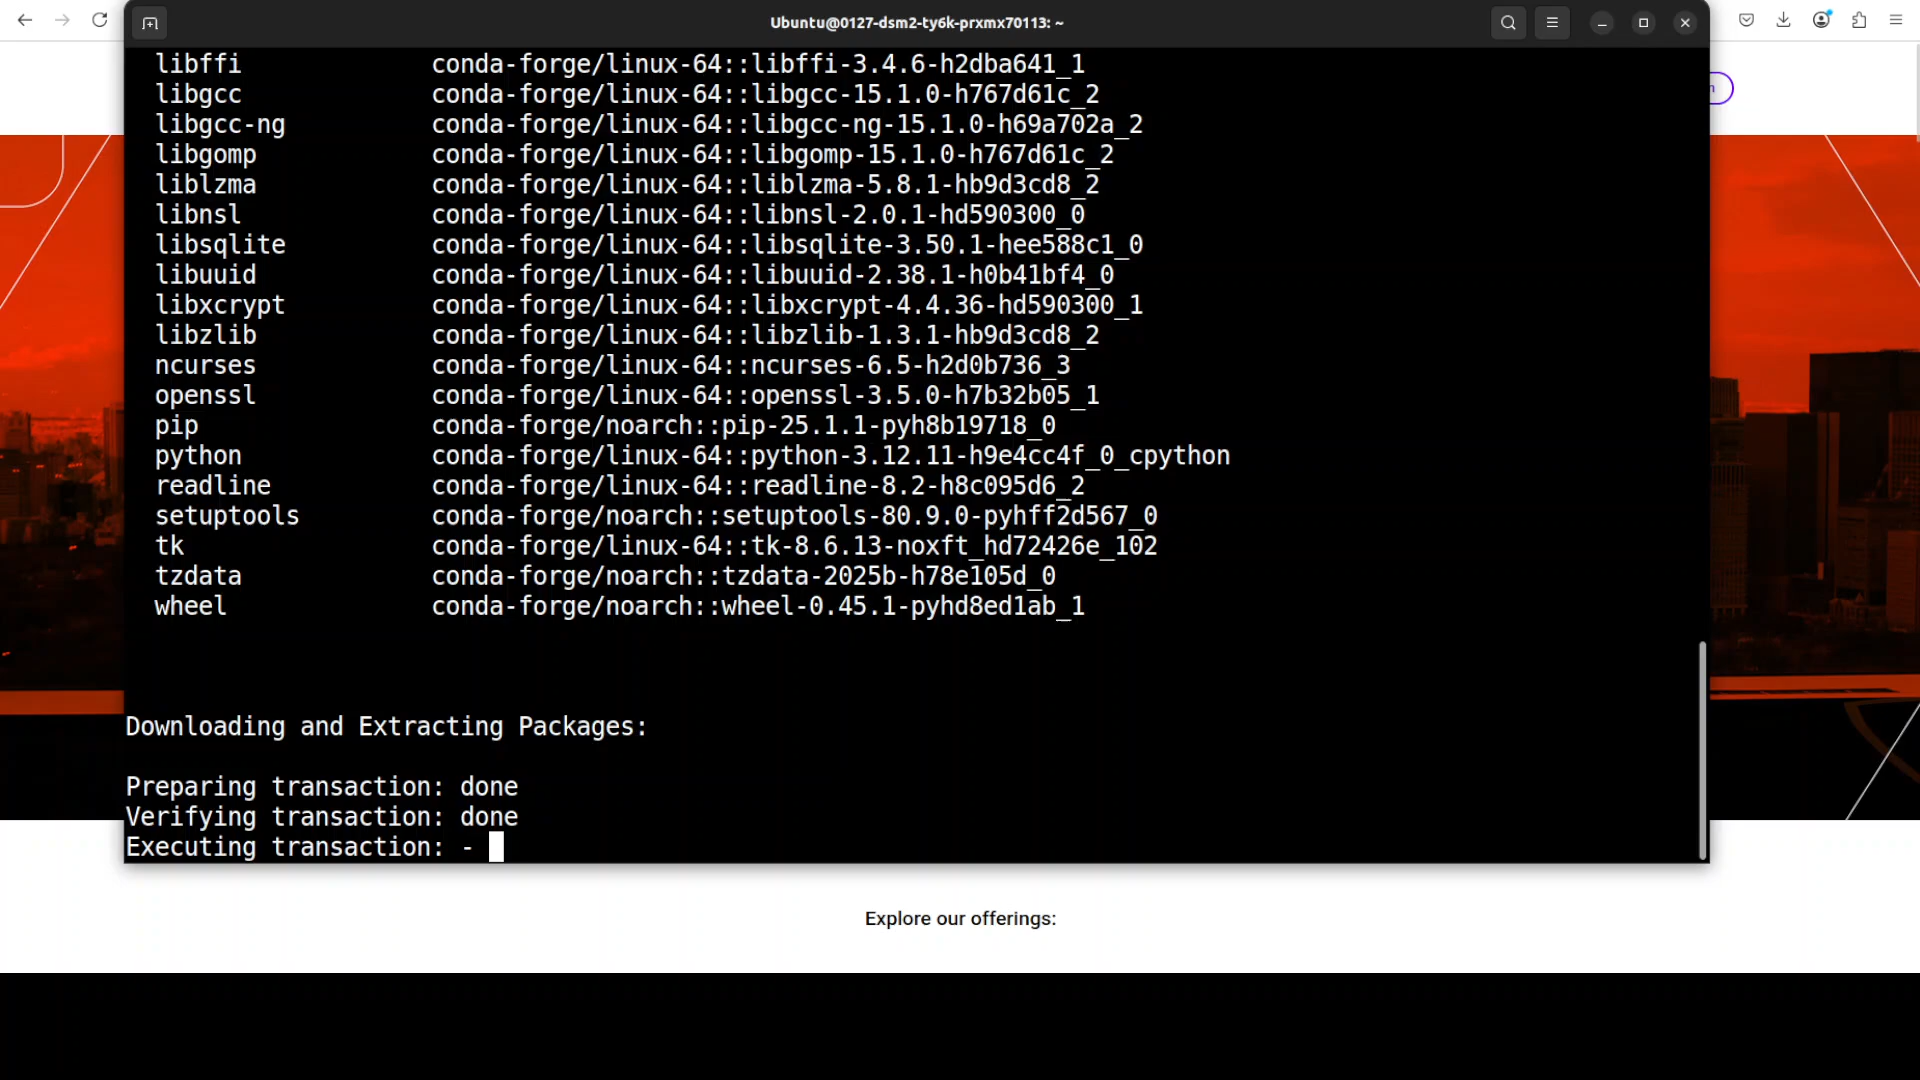 Ubuntu@0127-dsm2-ty6k-prxmx70113: ~
libffi conda-forge/linux-64::libffi-3.4.6-h2dba641_1
libgcc conda-forge/linux-64::libgcc-15.1.0-h767d61c_2
libgcc-ng conda-forge/linux-64::libgcc-ng-15.1.0-h69a702a_2
libgomp conda-forge/linux-64::libgomp-15.1.0-h767d61c_2
liblzma conda-forge/linux-64::liblzma-5.8.1-hb9d3cd8_2
libnsl conda-forge/linux-64::libnsl-2.0.1-hd590300_0
libsqlite conda-forge/linux-64::libsqlite-3.50.1-hee588c1_0
libuuid conda-forge/linux-64::libuuid-2.38.1-h0b41bf4_0
libxcrypt conda-forge/linux-64::libxcrypt-4.4.36-hd590300_1
libzlib conda-forge/linux-64::libzlib-1.3.1-hb9d3cd8_2
ncurses conda-forge/linux-64::ncurses-6.5-h2d0b736_3
openssl conda-forge/linux-64::openssl-3.5.0-h7b32b05_1
pip conda-forge/noarch::pip-25.1.1-pyh8b19718_0
python conda-forge/linux-64::python-3.12.11-h9e4cc4f_0_cpython
readline conda-forge/linux-64::readline-8.2-h8c095d6_2
setuptools conda-forge/noarch::setuptools-80.9.0-pyhff2d567_0
tk conda-forge/linux-64::tk-8.6.13-noxft_hd72426e_102
tzdata conda-forge/noarch::tzdata-2025b-h78e105d_0
wheel conda-forge/noarch::wheel-0.45.1-pyhd8ed1ab_1
Downloading and Extracting Packages:
Preparing transaction: done
Verifying transaction: done
Executing transaction: -
Explore our offerings: